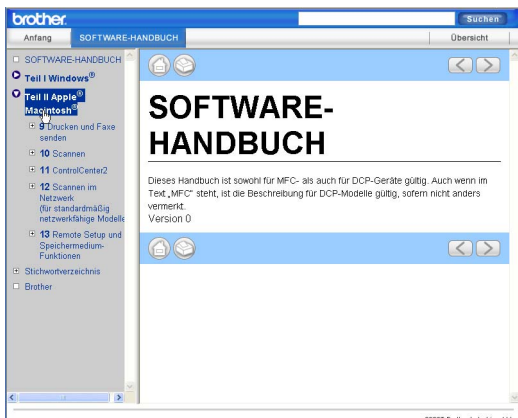 brother.
Suchen
Anfang
SOFTWARE-HANDBUCH
Übersicht
SOFTWARE-HANDBUCH
Teil I Windows®
Teil II Apple®
Macintosh®
9 Drucken und Faxe
senden
10 Scannen
11 ControlCenter2
12 Scannen im
Netzwerk
(für standardmäßig
netzwerkfähige Modelle
13 Remote Setup und
Speichermedium-
Funktionen
Stichwortverzeichnis
Brother
SOFTWARE-
HANDBUCH
Dieses Handbuch ist sowohl für MFC- als auch für DCP-Geräte gültig. Auch wenn im
Text „MFC“ steht, ist die Beschreibung für DCP-Modelle gültig, sofern nicht anders
vermerkt.
Version 0